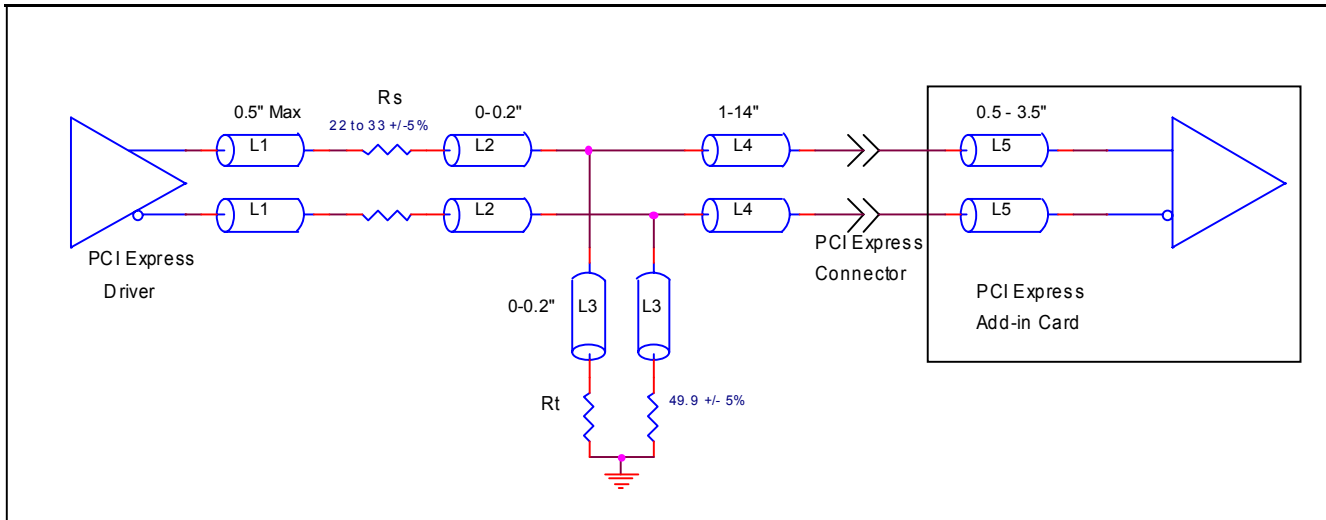 0.5" Max
Rs
22 to 33 +/-5%
0-0.2"
1-14"
0.5 - 3.5"
L1
L2
L4
L5
L1
L2
L4
L5
PCI Express
Driver
PCI Express
Connector
0-0.2"
L3
L3
PCI Express
Add-in Card
Rt
49.9 +/- 5%